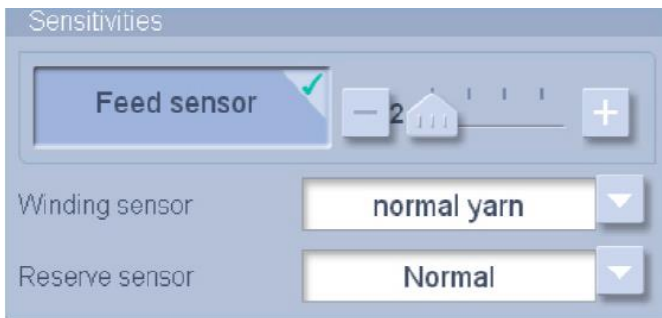 Sensitivities
Feed sensor
2
Winding sensor
normal yarn
Reserve sensor
Normal